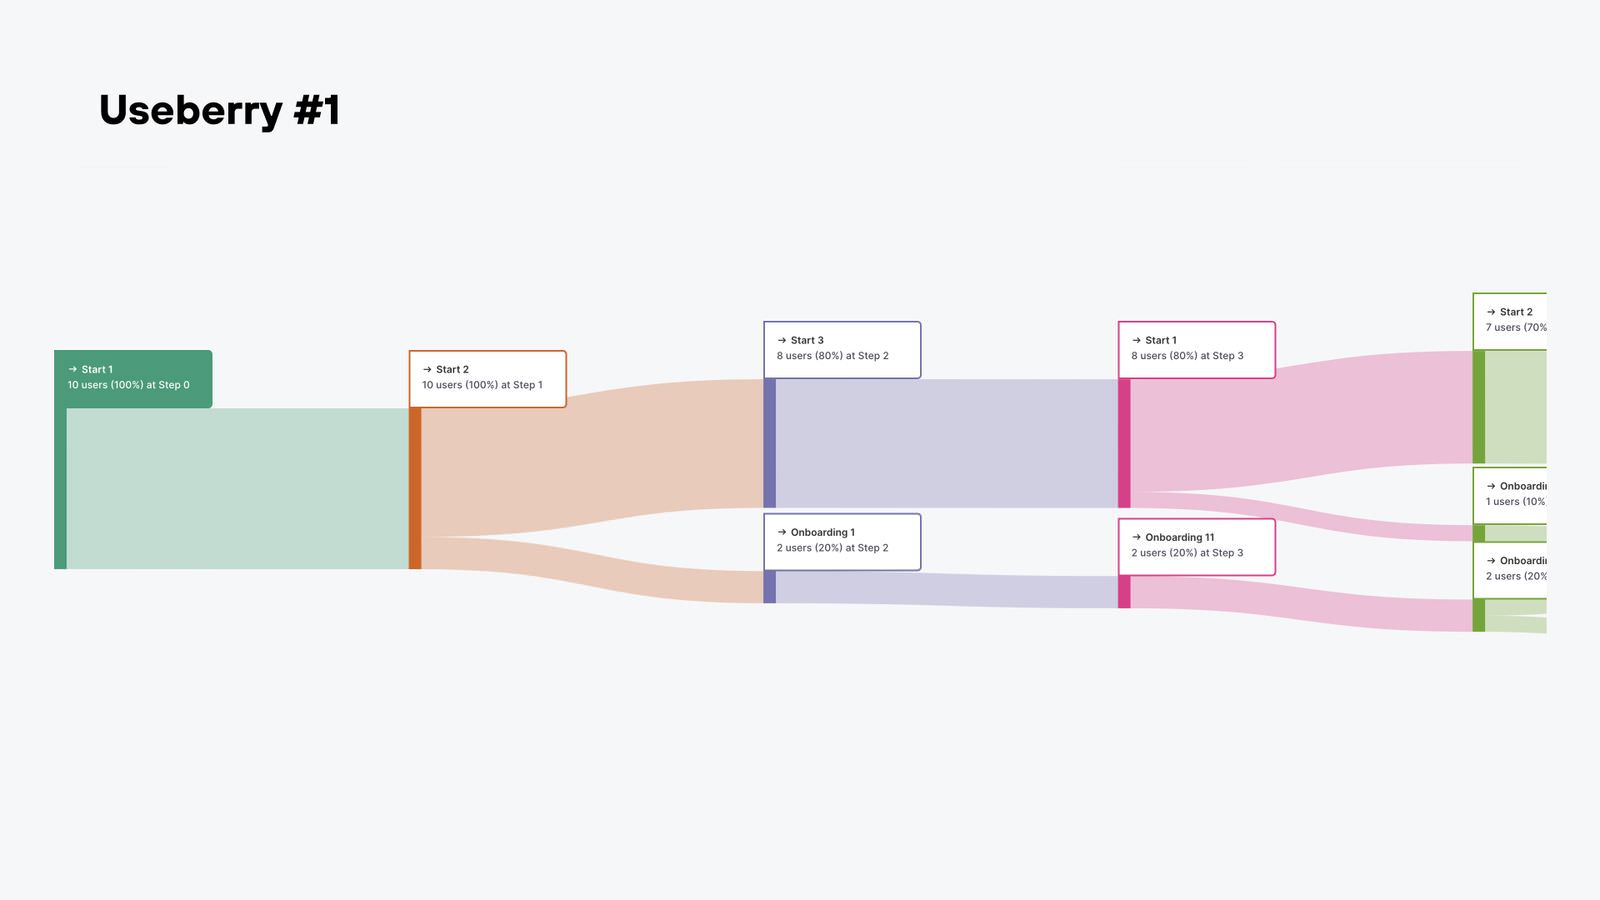 Useberry #1
→ Start 1
10 users (100%) at Step 0
→ Start 2
10 users (100%) at Step 1
→ Start 3
8 users (80%) at Step 2
→ Onboarding 1
2 users (20%) at Step 2
→ Start 1
8 users (80%) at Step 3
→ Onboarding 11
2 users (20%) at Step 3
→ Start 2
7 users (70%
→
1 users (10%
→
2 users (20%